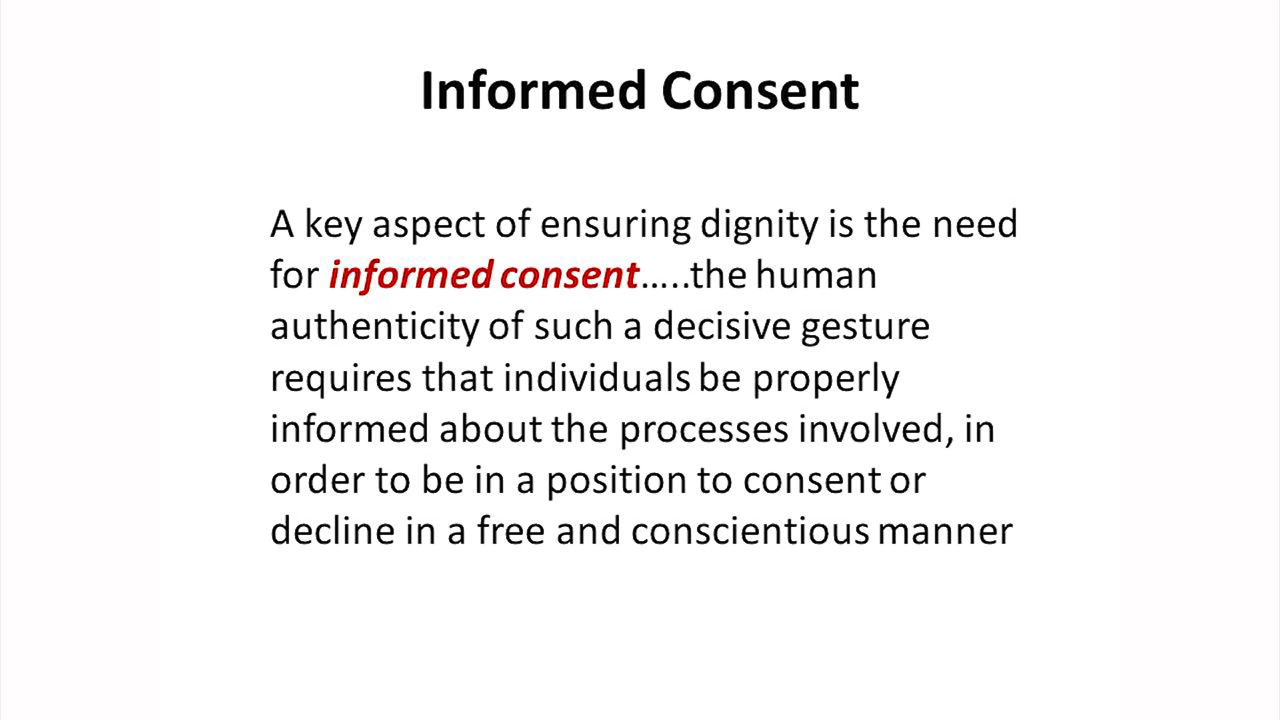 Informed Consent
A key aspect of ensuring dignity is the need
for informed consent.....the human
authenticity of such a decisive gesture
requires that individuals be properly
informed about the processes involved, in
order to be in a position to consent or
decline in a free and conscientious manner